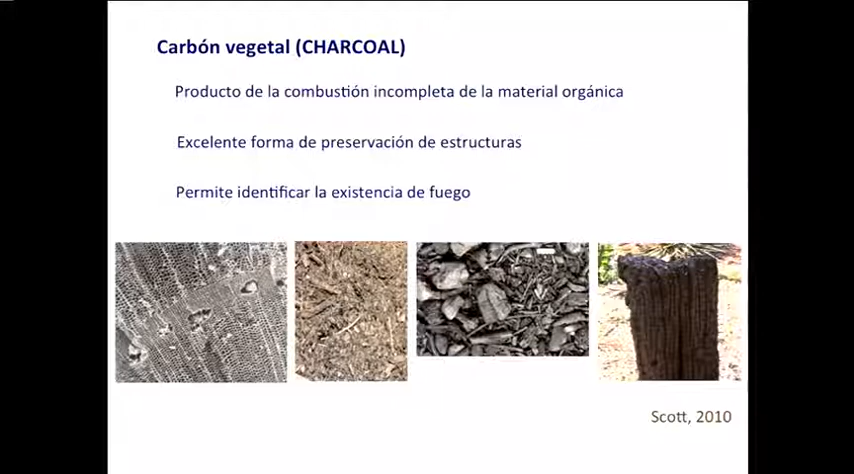 Carbón vegetal (CHARCOAL)
Producto de la combustión incompleta de la material orgánica
Excelente forma de preservación de estructuras
Permite identificar la existencia de fuego
Scott, 2010